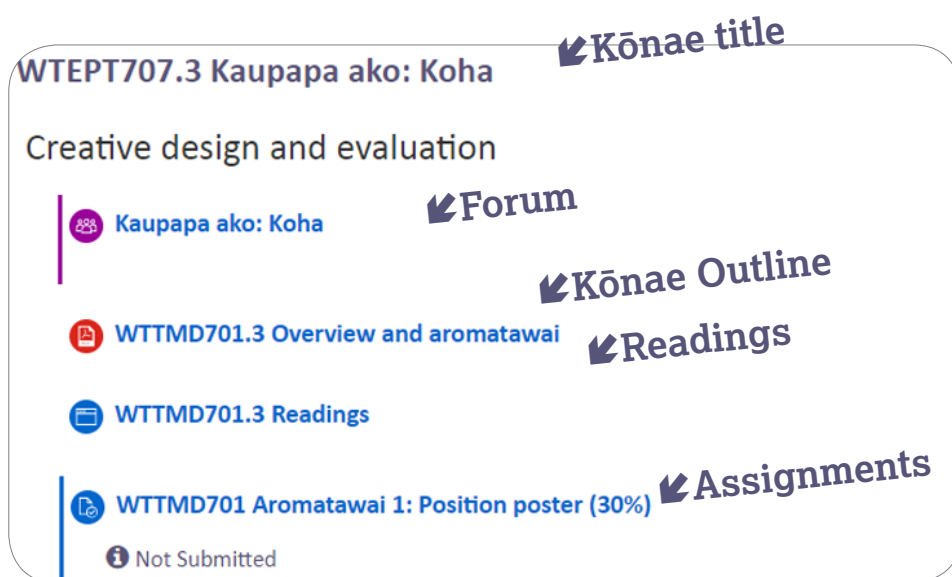 Kōnae title
WTEPT707.3 Kaupapa ako: Koha
Creative design and evaluation
Forum
Kaupapa ako: Koha
Kōnae Outline
WTTMD701.3 Overview and aromatawai
Readings
WTTMD701.3 Readings
Assignments
WTTMD701 Aromatawai 1: Position poster (30%)
Not Submitted